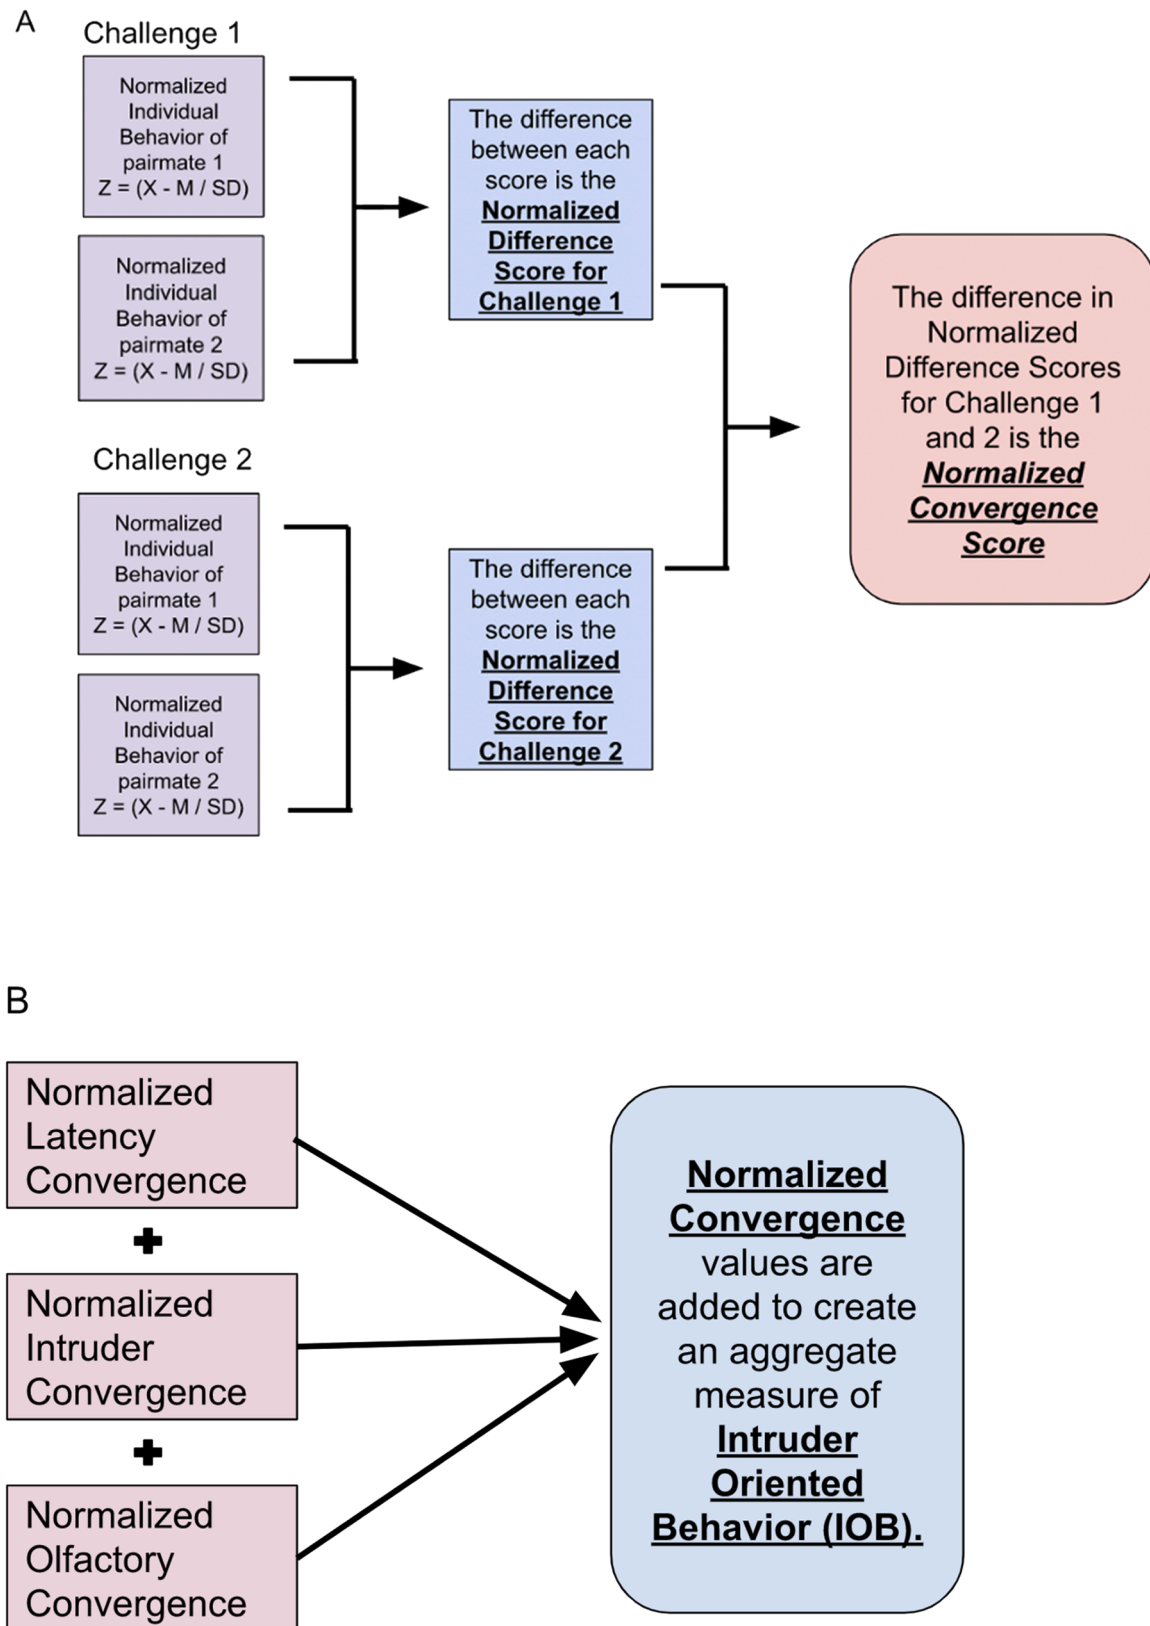 A
Challenge 1
Normalized
Individual
Behavior of
pairmate 1
Z = (X - M / SD)
Normalized
Individual
Behavior of
pairmate 2
Z = (X - M / SD)
The difference
between each
score is the
Normalized
Difference
Score for
Challenge 1
Challenge 2
Normalized
Individual
Behavior of
pairmate 1
Z = (X - M / SD)
Normalized
Individual
Behavior of
pairmate 2
Z = (X - M / SD)
The difference
between each
score is the
Normalized
Difference
Score for
Challenge 2
The difference in
Normalized
Difference Scores
for Challenge 1
and 2 is the
Normalized
Convergence
Score
B
Normalized
Latency
Convergence
+
Normalized
Intruder
Convergence
+
Normalized
Olfactory
Convergence
Normalized
Convergence
values are
added to create
an aggregate
measure of
Intruder
Oriented
Behavior (IOB).